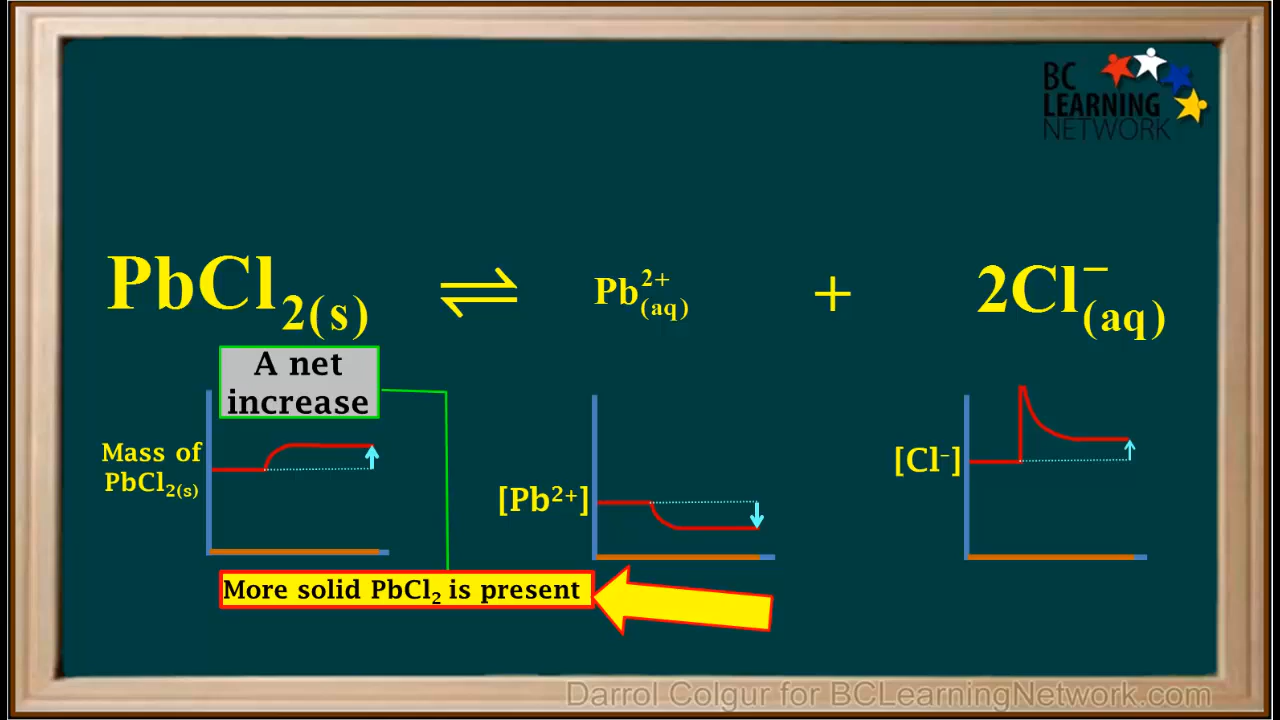 BC
LEARNING
NETWORK
PbCl₂(s) ⇌ Pb²⁺(aq) + 2Cl⁻(aq)
A net
increase
Mass of
PbCl₂(s)
[Pb²⁺]
[Cl⁻]
More solid PbCl₂ is present
Darrol Colgur for BCLearningNetwork.com